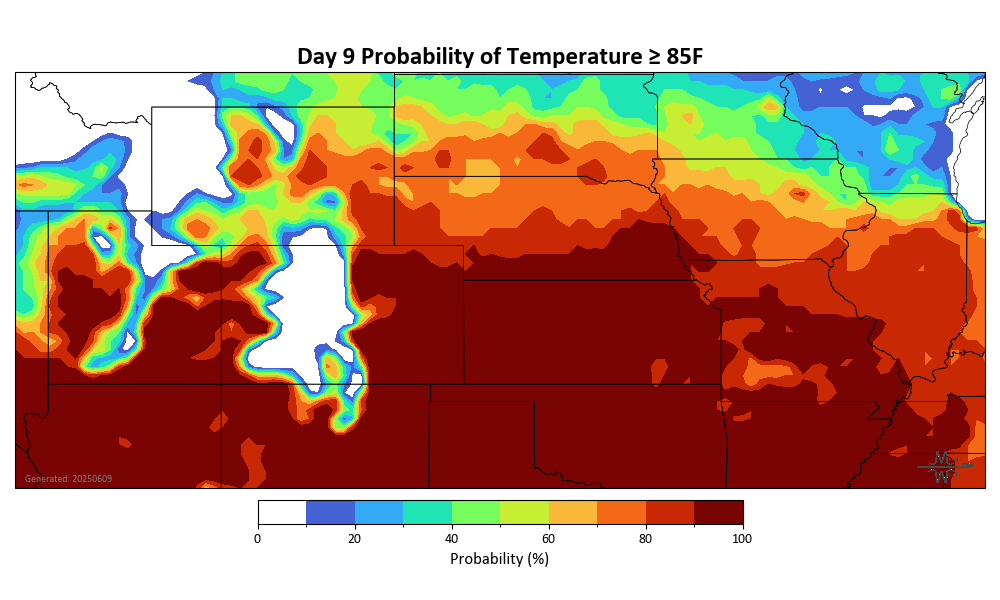 Day 9 Probability of Temperature ≥ 85F
Generated: 20250609
0 20 40 60 80 100
Probability (%)